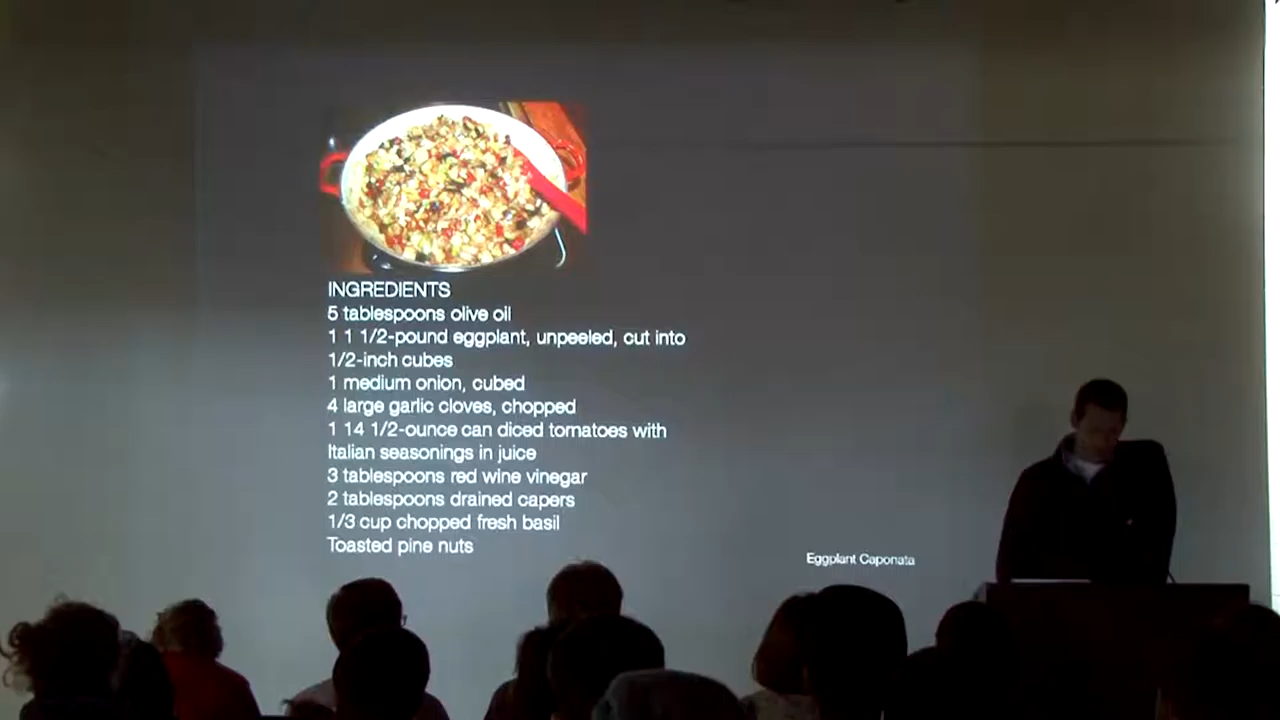 INGREDIENTS
5 tablespoons olive oil
1 1 1/2-pound eggplant, unpeeled, cut into
1/2-inch cubes
1 medium onion, cubed
4 large garlic cloves, chopped
1 14 1/2-ounce can diced tomatoes with
Italian seasonings in juice
3 tablespoons red wine vinegar
2 tablespoons drained capers
1/3 cup chopped fresh basil
Toasted pine nuts
Eggplant Caponata